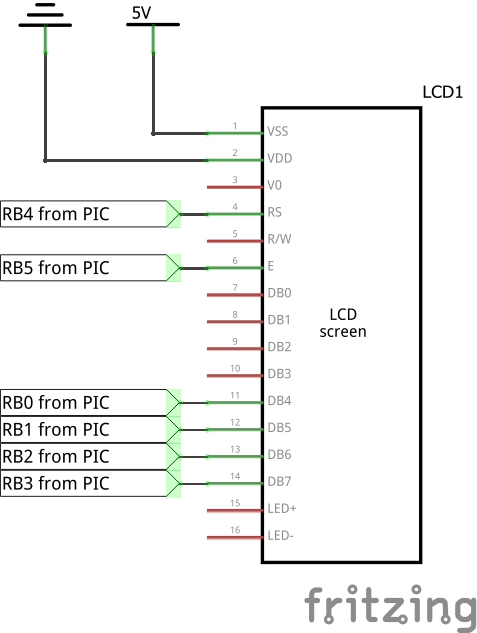 5V
LCD1
1 VSS
2 VDD
3 V0
RB4 from PIC 4 RS
5 R/W
RB5 from PIC 6 E
7 DB0
8 DB1
LCD
screen
9 DB2
10 DB3
RB0 from PIC 11 DB4
RB1 from PIC 12 DB5
RB2 from PIC 13 DB6
RB3 from PIC 14 DB7
15 LED+
16 LED-
fritzing